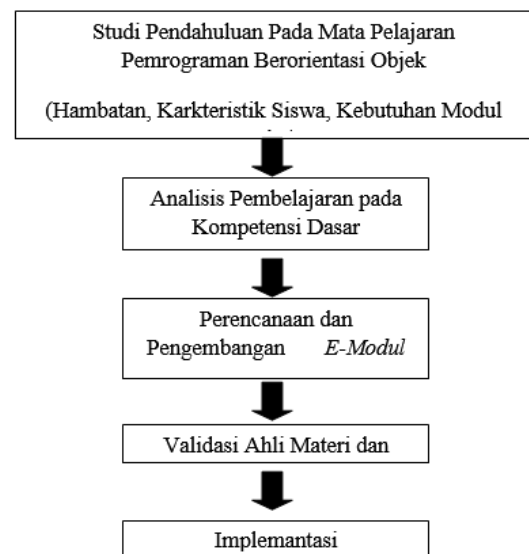 Studi Pendahuluan Pada Mata Pelajaran
Pemrograman Berorientasi Objek
(Hambatan, Karkteristik Siswa, Kebutuhan Modul
Analisis Pembelajaran pada
Kompetensi Dasar
Perencanaan dan
Pengembangan E-Modul
Validasi Ahli Materi dan
Implemantasi